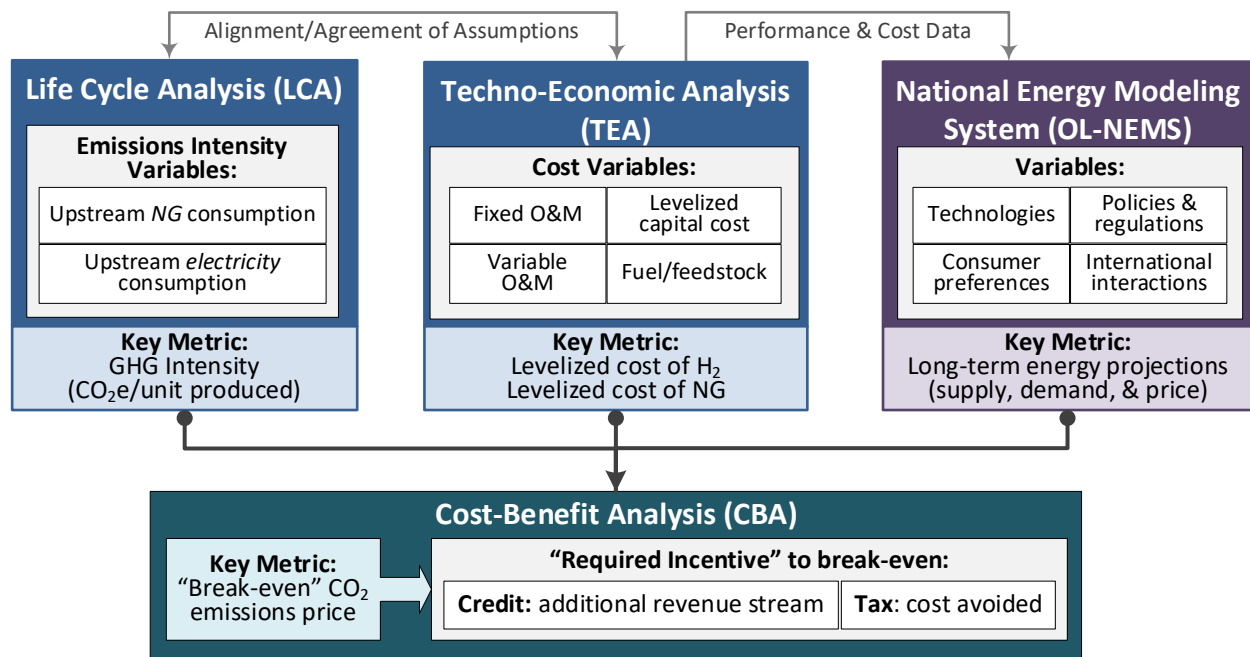 Alignment/Agreement of Assumptions
Performance & Cost Data
Life Cycle Analysis (LCA)
Emissions Intensity
Variables:
Upstream NG consumption
Upstream electricity
consumption
Key Metric:
GHG Intensity
(CO₂e/unit produced)
Techno-Economic Analysis
(TEA)
Cost Variables:
Fixed O&M
Levelized
capital cost
Variable
O&M
Fuel/feedstock
Key Metric:
Levelized cost of H₂
Levelized cost of NG
National Energy Modeling
System (OL-NEMS)
Variables:
Technologies
Policies &
regulations
Consumer
preferences
International
interactions
Key Metric:
Long-term energy projections
(supply, demand, & price)
Cost-Benefit Analysis (CBA)
Key Metric:
“Break-even” CO₂
emissions price
“Required Incentive” to break-even:
Credit: additional revenue stream
Tax: cost avoided